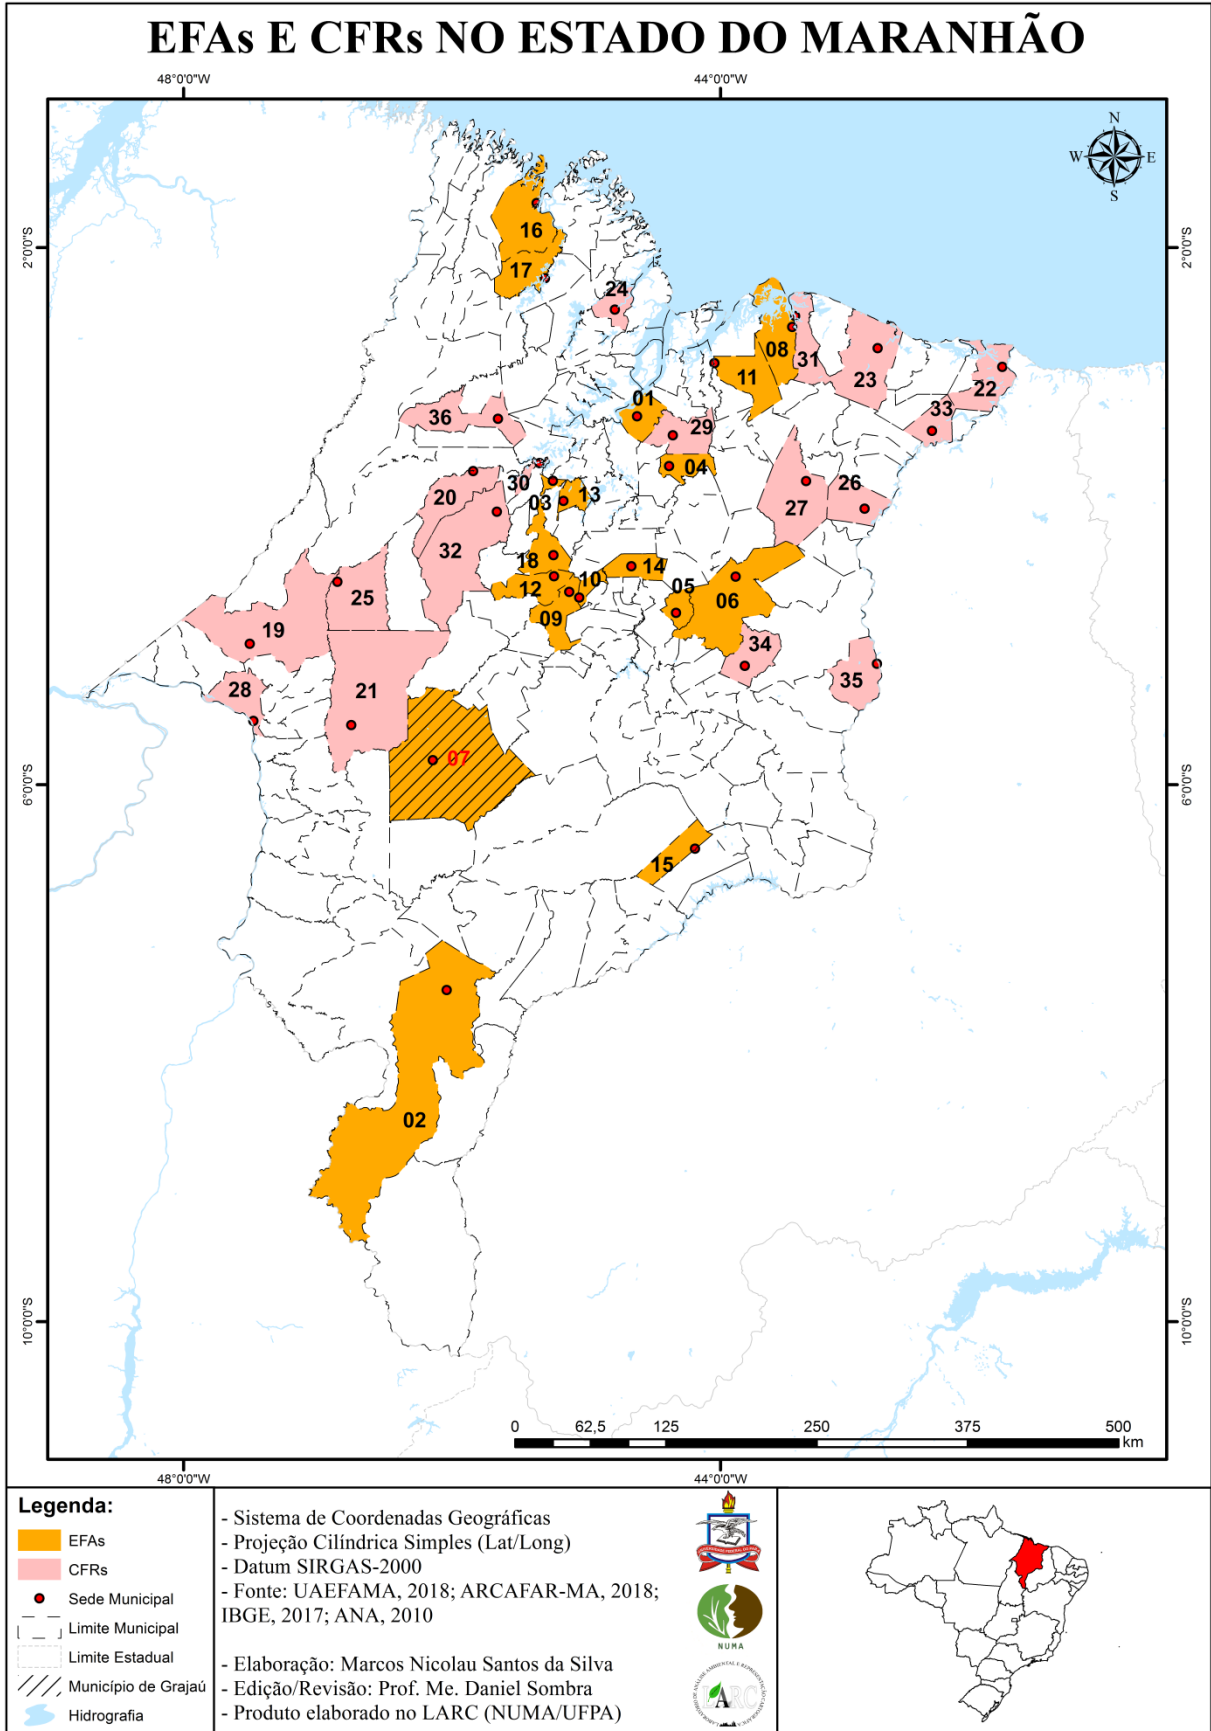 EFAs E CFRs NO ESTADO DO MARANHÃO
48°0'0"W
44°0'0"W
N
W
E
S
2°0'0"S
2°0'0"S
16
17
24
08
31
23
22
11
01
29
33
36
04
20
30
03
13
27
26
32
18
14
12
10
05
06
25
09
19
34
28
21
35
07
6°0'0"S
6°0'0"S
15
02
10°0'0"S
10°0'0"S
0
62,5
125
250
375
500
km
48°0'0"W
44°0'0"W
Legenda:
EFAs
CFRs
Sede Municipal
Limite Municipal
Limite Estadual
Município de Grajaú
Hidrografia
- Sistema de Coordenadas Geográficas
- Projeção Cilíndrica Simples (Lat/Long)
- Datum SIRGAS-2000
- Fonte: UAEFAMA, 2018; ARCAFAR-MA, 2018;
IBGE, 2017; ANA, 2010
- Elaboração: Marcos Nicolau Santos da Silva
- Edição/Revisão: Prof. Me. Daniel Sombra
- Produto elaborado no LARC (NUMA/UFPA)
NUMA
LARC